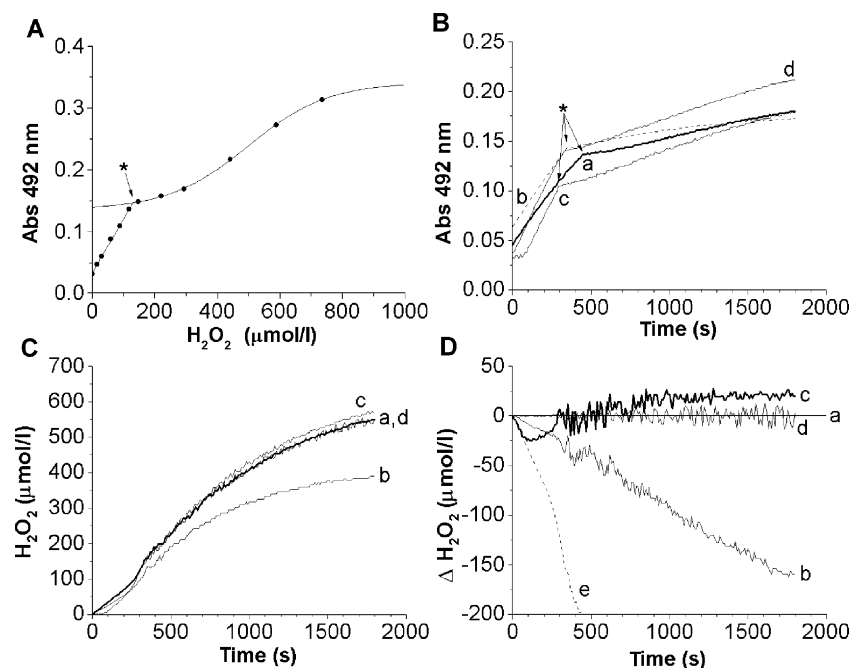 A
0.4
0.3
0.2
0.1
0.0
*
Abs 492 nm
0 200 400 600 800 1000
H₂O₂ (μmol/l)
B
0.25
0.20
0.15
0.10
0.05
0.00
*
a
b
c
d
Abs 492 nm
0 500 1000 1500 2000
Time (s)
C
700
600
500
400
300
200
100
0
c
a,d
b
H₂O₂ (μmol/l)
0 500 1000 1500 2000
Time (s)
D
50
0
-50
-100
-150
-200
c
a
d
b
e
Δ H₂O₂ (μmol/l)
0 500 1000 1500 2000
Time (s)